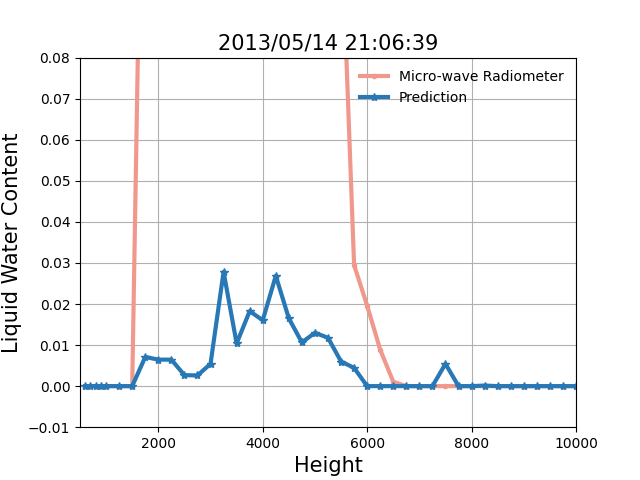 2013/05/14 21:06:39
Micro-wave Radiometer
Prediction
Liquid Water Content
0.08
0.07
0.06
0.05
0.04
0.03
0.02
0.01
0.00
−0.01
2000 4000 6000 8000 10000
Height